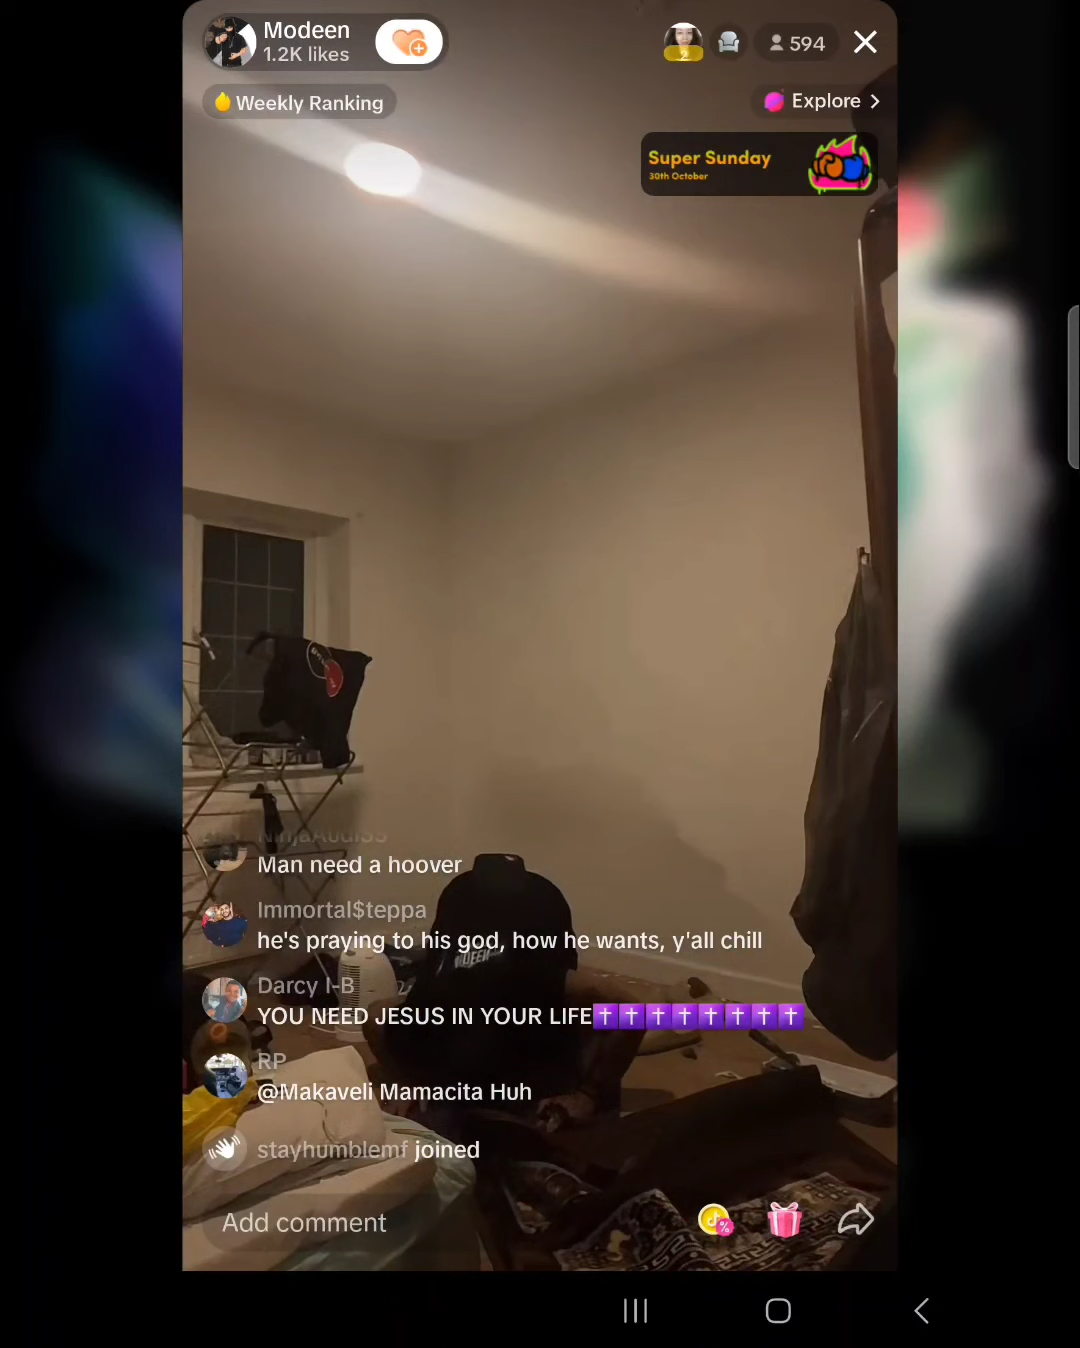 Modeen
1.2K likes
2
594
Weekly Ranking
Explore
Super Sunday
30th October
Man need a hoover
Immortal$teppa
he's praying to his god, how he wants, y'all chill
Darcy I-B
YOU NEED JESUS IN YOUR LIFE✝️✝️✝️✝️✝️✝️✝️✝️
RP
@Makaveli Mamacita Huh
stayhumblemf joined
Add comment